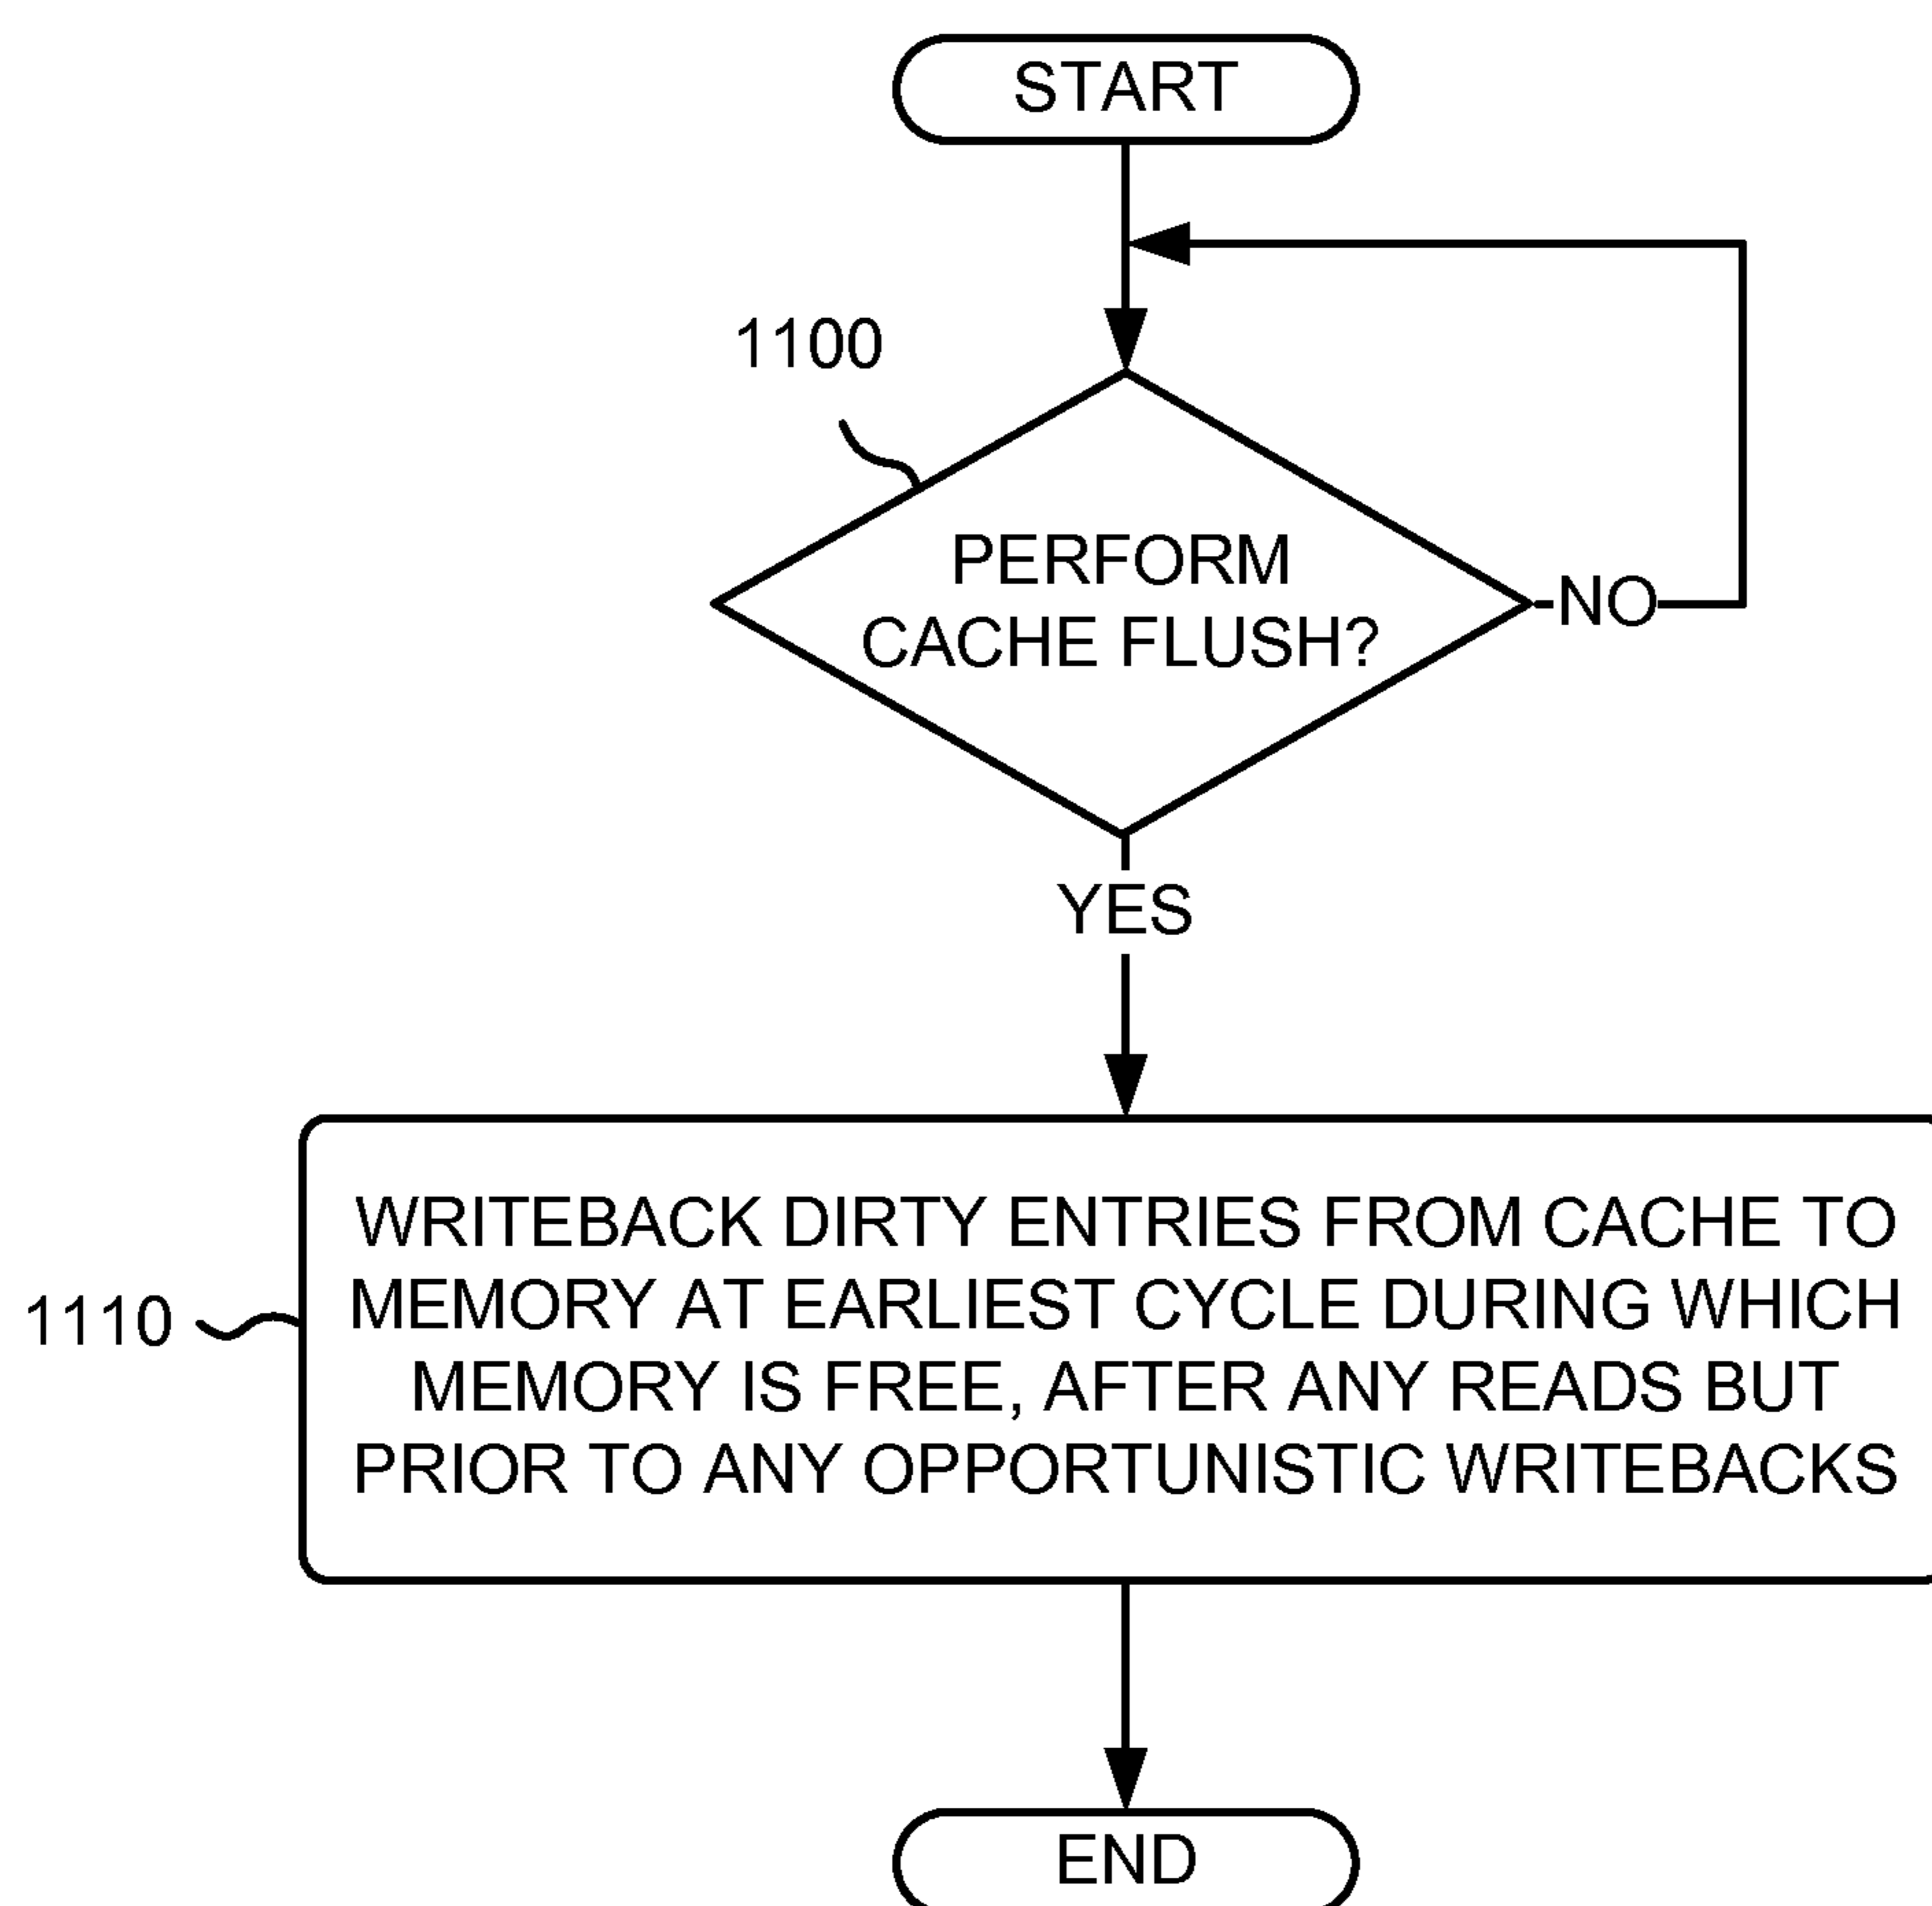 START
1100
PERFORM
CACHE FLUSH?
NO
YES
WRITEBACK DIRTY ENTRIES FROM CACHE TO
MEMORY AT EARLIEST CYCLE DURING WHICH
1110
MEMORY IS FREE, AFTER ANY READS BUT
PRIOR TO ANY OPPORTUNISTIC WRITEBACKS
END